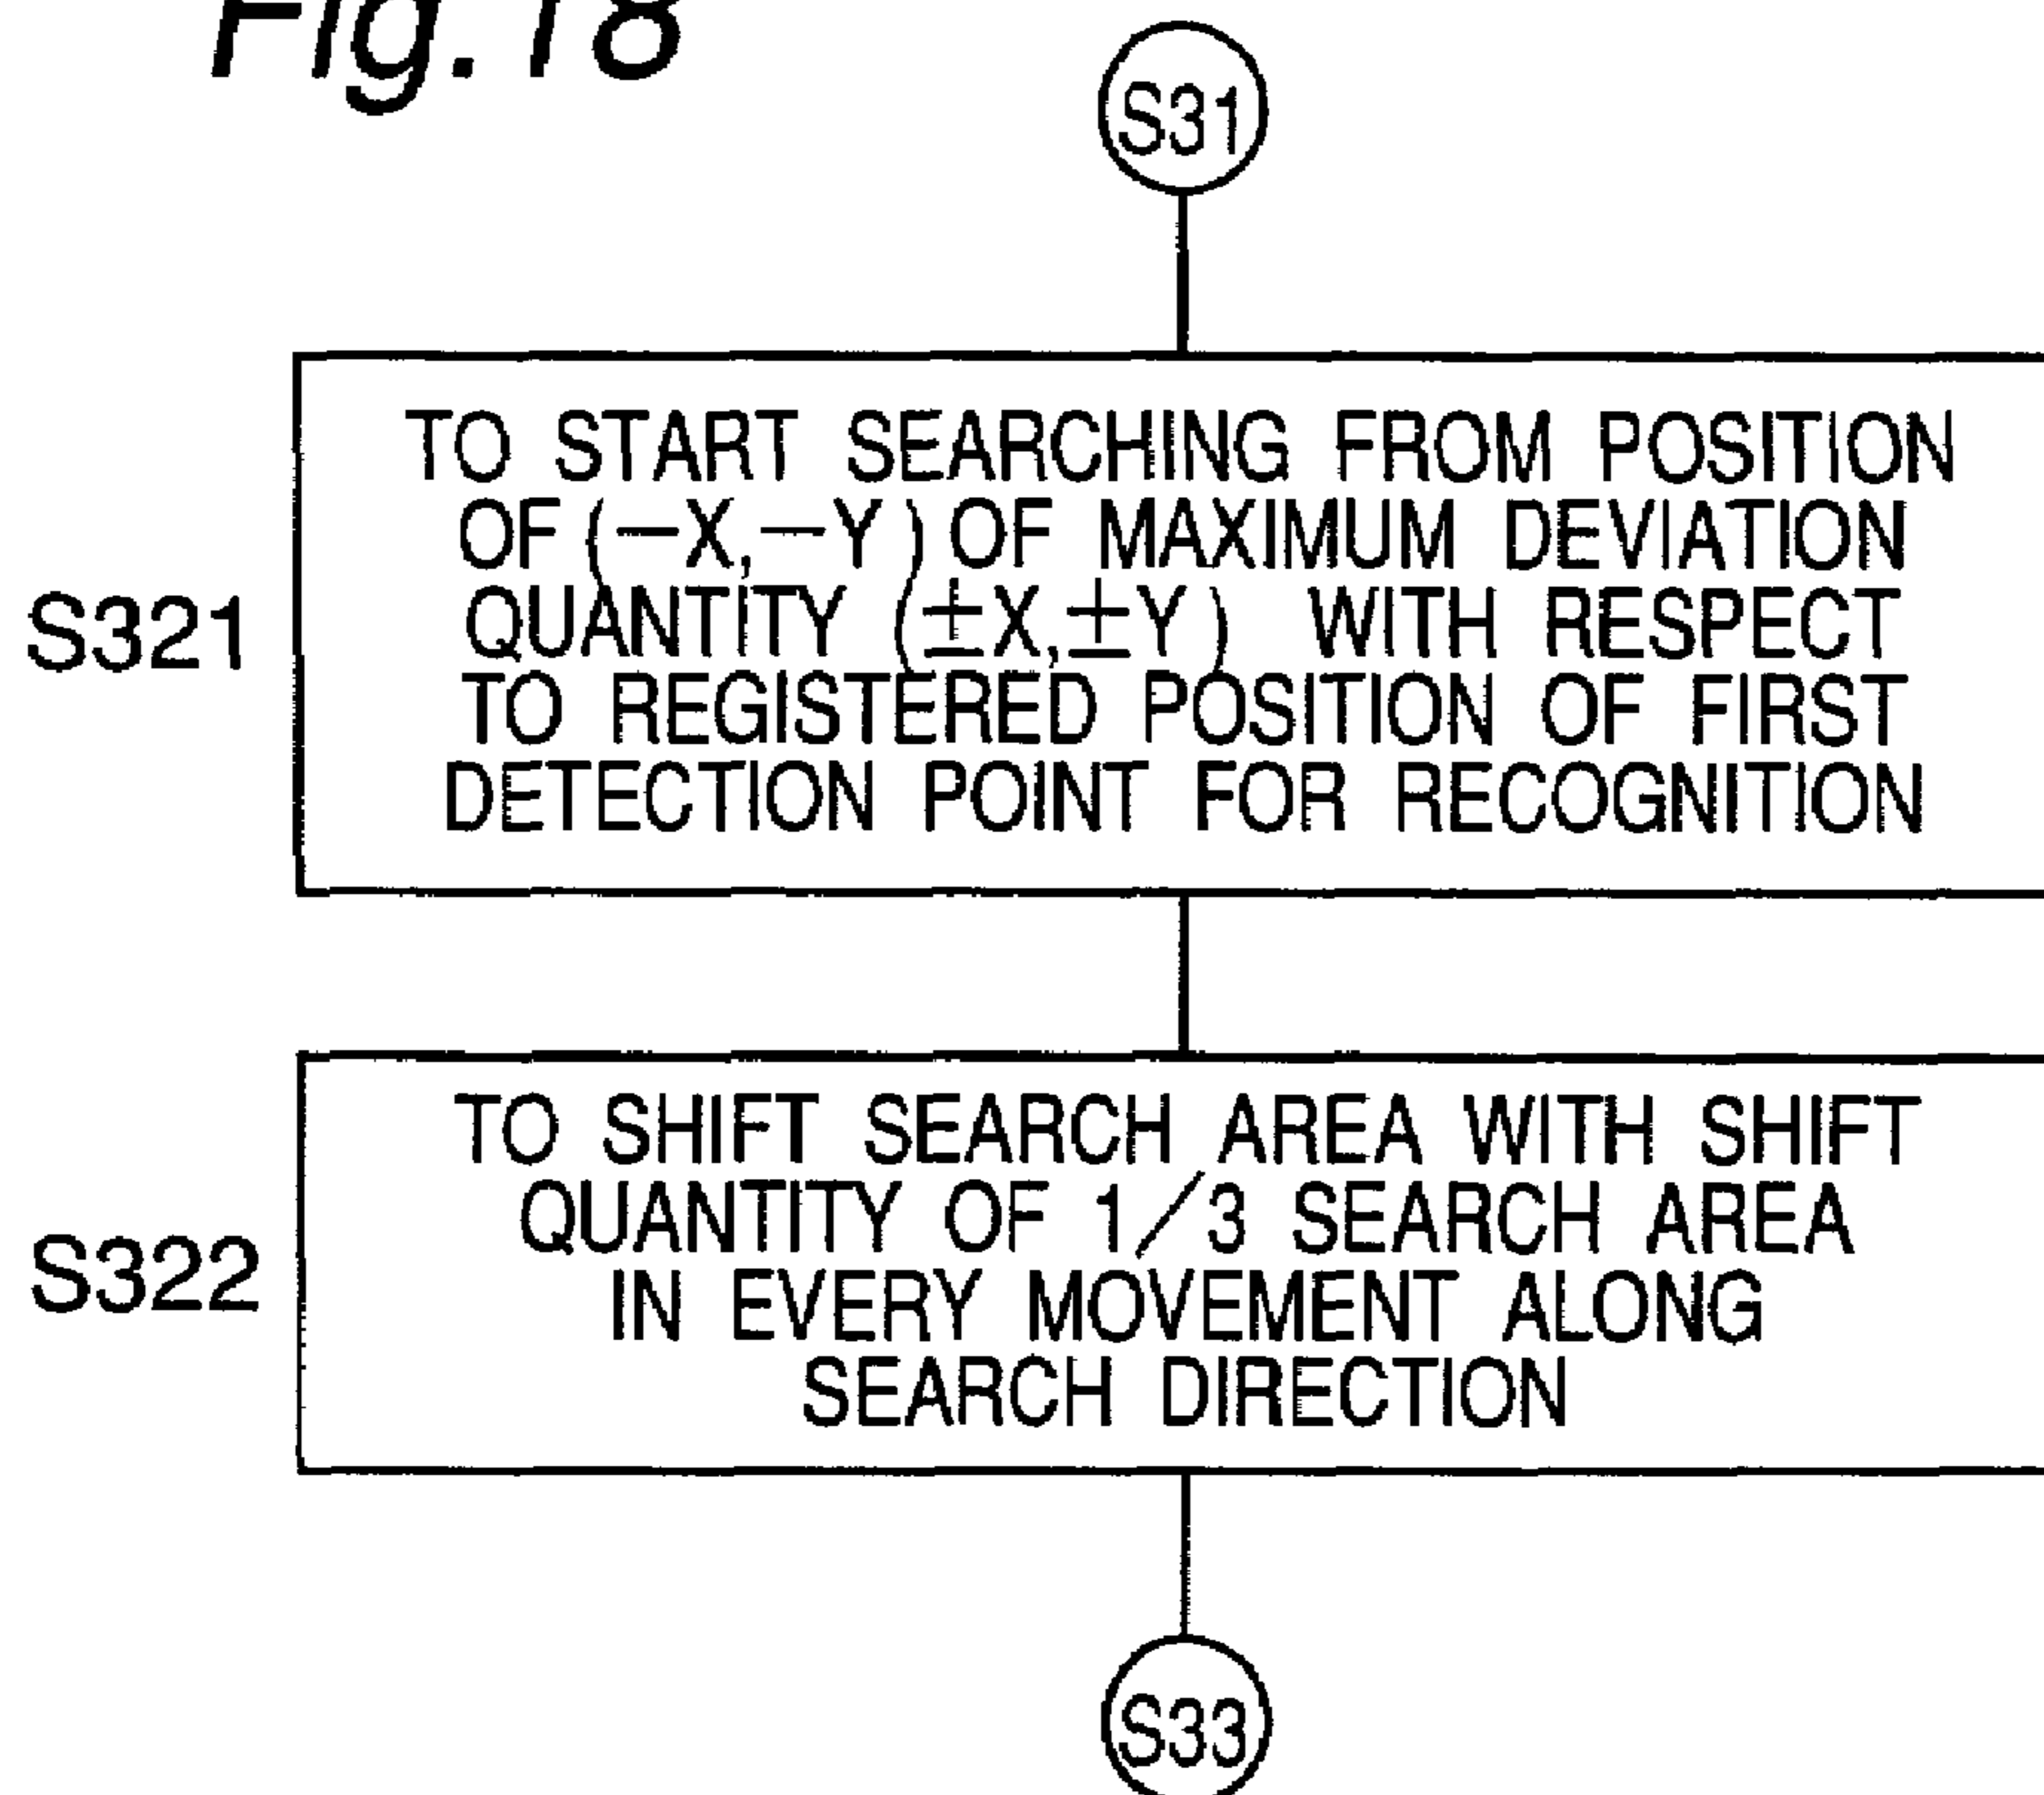 Fig.18
S31
TO START SEARCHING FROM POSITION
OF (−X,−Y) OF MAXIMUM DEVIATION
QUANTITY (±X,±Y) WITH RESPECT
TO REGISTERED POSITION OF FIRST
DETECTION POINT FOR RECOGNITION
S321
TO SHIFT SEARCH AREA WITH SHIFT
QUANTITY OF 1/3 SEARCH AREA
IN EVERY MOVEMENT ALONG
SEARCH DIRECTION
S322
S33